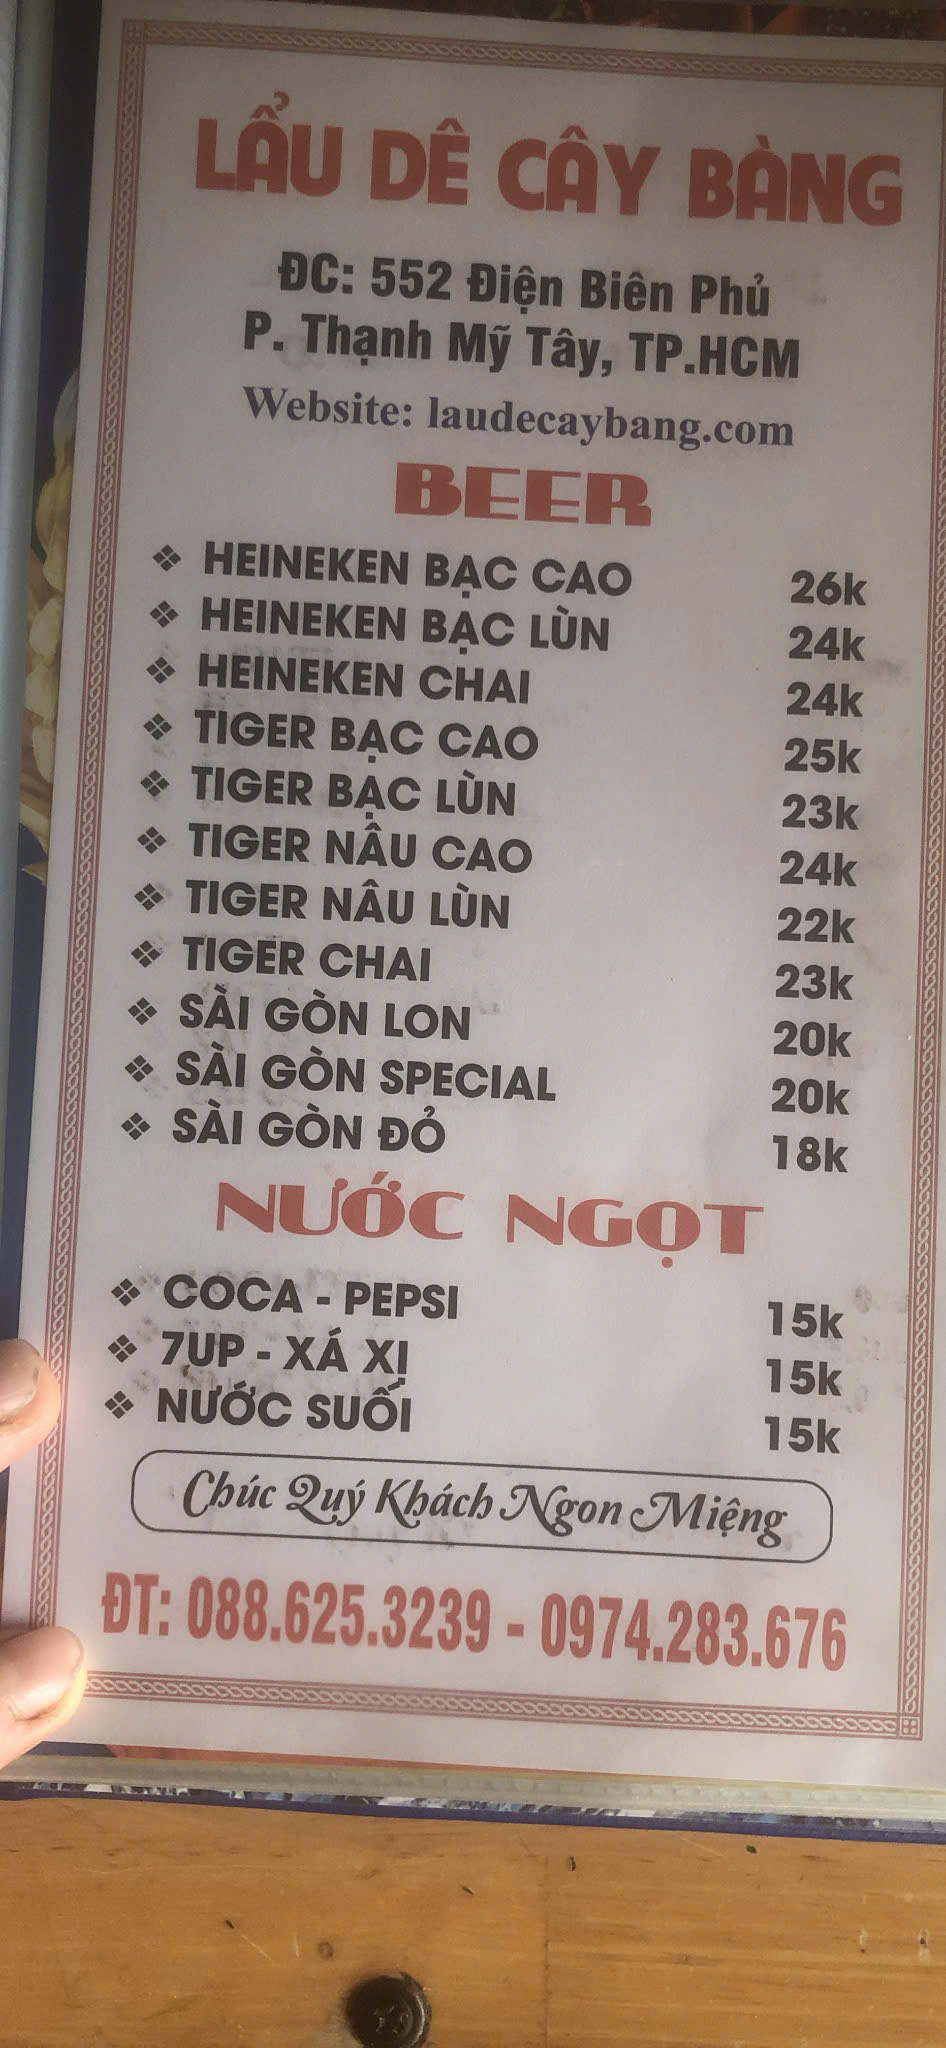 LẨU DÊ CÂY BÀNG
ĐC: 552 Điện Biên Phủ
P. Thạnh Mỹ Tây, TP.HCM
Website: laudecaybang.com
BEER
❖ HEINEKEN BẠC CAO 26k
❖ HEINEKEN BẠC LÙN 24k
❖ HEINEKEN CHAI 24k
❖ TIGER BẠC CAO 25k
❖ TIGER BẠC LÙN 23k
❖ TIGER NÂU CAO 24k
❖ TIGER NÂU LÙN 22k
❖ TIGER CHAI 23k
❖ SÀI GÒN LON 20k
❖ SÀI GÒN SPECIAL 20k
❖ SÀI GÒN ĐỎ 18k
NƯỚC NGỌT
❖ COCA - PEPSI 15k
❖ 7UP - XÁ XỊ 15k
❖ NƯỚC SUỐI 15k
Chúc Quý Khách Ngon Miệng
ĐT: 088.625.3239 - 0974.283.676